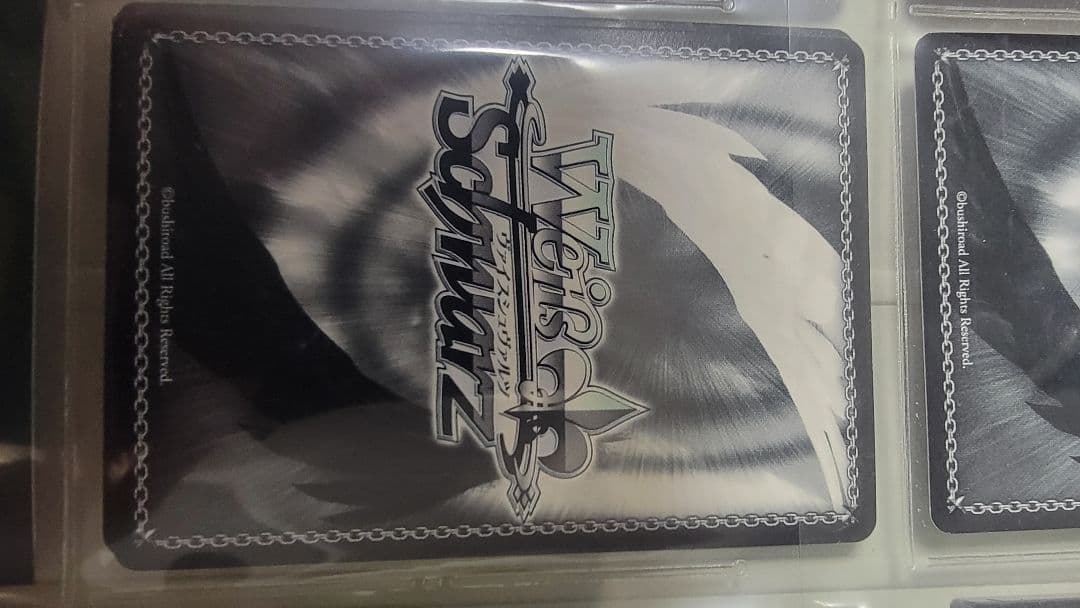 Weiß
ヴァイスシュヴァルツ
Schwarz
©bushiroad All Rights Reserved.
©bushiroad All Rights Reserved.